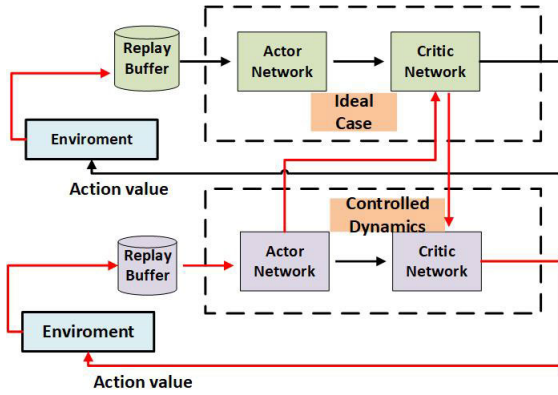 Replay
Buffer
Actor
Network
Critic
Network
Ideal
Case
Enviroment
Action value
Controlled
Dynamics
Replay
Buffer
Actor
Network
Critic
Network
Enviroment
Action value